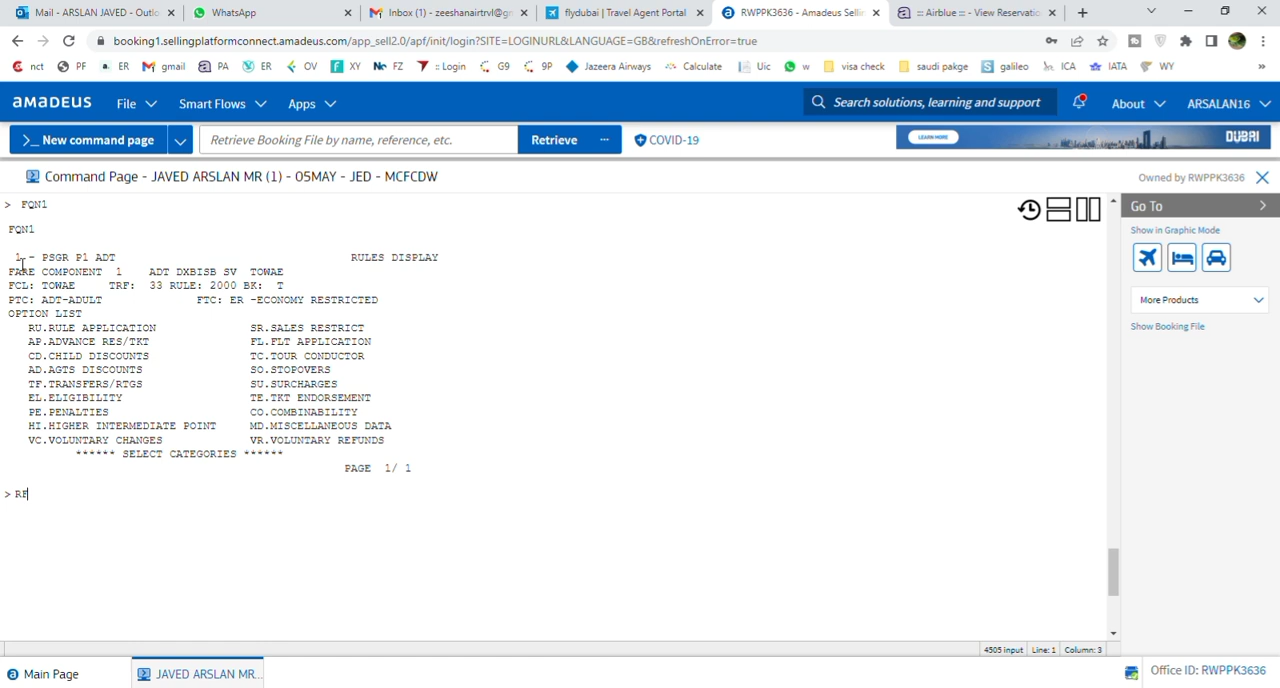 Mail - ARSLAN JAVED - Outlo
WhatsApp
Inbox (1) - zeeshanairtrvl@gm
flydubai | Travel Agent Portal
RWPPK3636 - Amadeus Sellin
:: Airblue :: - View Reservatio
booking1.sellingplatformconnect.amadeus.com/app_sell2.0/apf/init/login?SITE=LOGINURL&LANGUAGE=GB&refreshOnError=true
nct PF ER gmail PA ER OV XY FZ :: Login G9 9P Jazeera Airways Calculate Uic w visa check saudi pakge galileo ICA IATA WY »
amadeus File Smart Flows Apps Search solutions, learning and support About ARSALAN16
>_ New command page Retrieve Booking File by name, reference, etc. Retrieve ... COVID-19 LEARN MORE DUBAI
Command Page - JAVED ARSLAN MR (1) - 05MAY - JED - MCFCDW Owned by RWPPK3636
> FQN1
FQN1
1 - PSGR P1 ADT RULES DISPLAY
FARE COMPONENT 1 ADT DXBISB SV TOWAE
FCL: TOWAE TRF: 33 RULE: 2000 BK: T
PTC: ADT-ADULT FTC: ER -ECONOMY RESTRICTED
OPTION LIST
RU.RULE APPLICATION SR.SALES RESTRICT
AP.ADVANCE RES/TKT FL.FLT APPLICATION
CD.CHILD DISCOUNTS TC.TOUR CONDUCTOR
AD.AGTS DISCOUNTS SO.STOPOVERS
TF.TRANSFERS/RTGS SU.SURCHARGES
EL.ELIGIBILITY TE.TKT ENDORSEMENT
PE.PENALTIES CO.COMBINABILITY
HI.HIGHER INTERMEDIATE POINT MD.MISCELLANEOUS DATA
VC.VOLUNTARY CHANGES VR.VOLUNTARY REFUNDS
****** SELECT CATEGORIES ******
PAGE 1/ 1
> RF
Go To
Show in Graphic Mode
More Products
Show Booking File
4505 input Line: 1 Column: 3
Main Page
JAVED ARSLAN MR...
Office ID: RWPPK3636